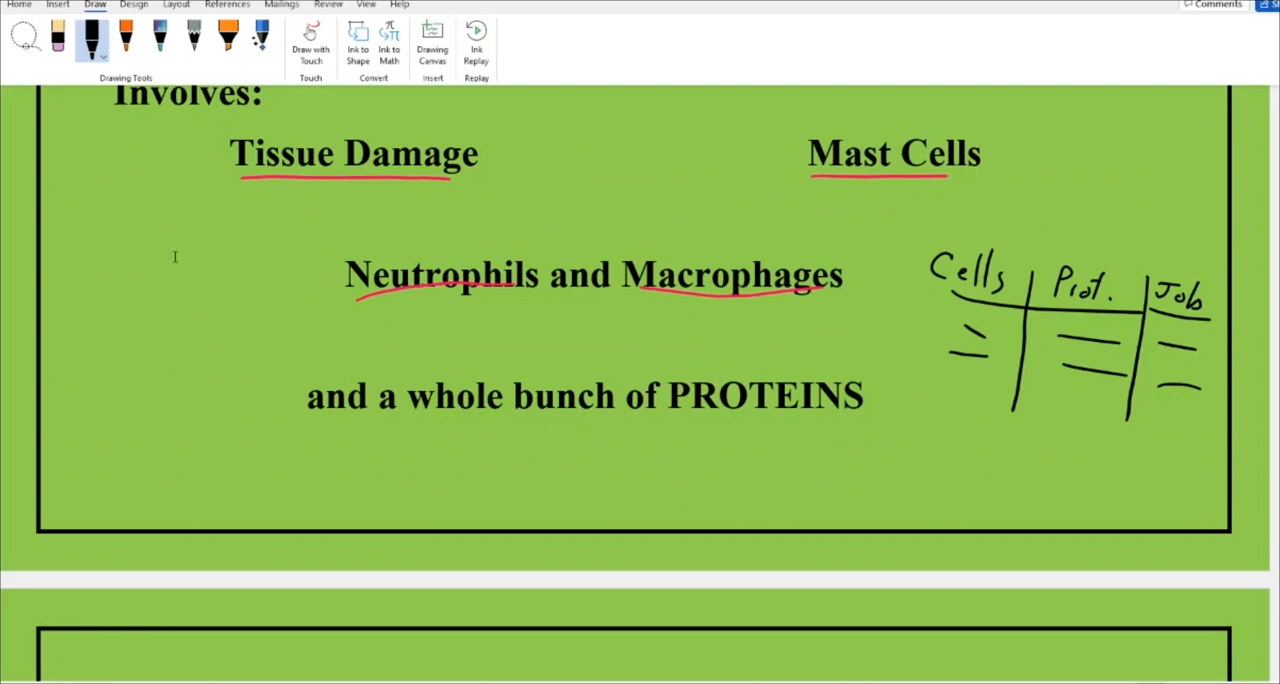 Home Insert Draw Design Layout References Mailings Review View Help Comments
Draw with Touch
Ink to Shape
Ink to Math
Drawing Canvas
Ink Replay
Drawing Tools Touch Convert Insert Replay
Involves:
Tissue Damage Mast Cells
Neutrophils and Macrophages
Cells Prot. Job
and a whole bunch of PROTEINS